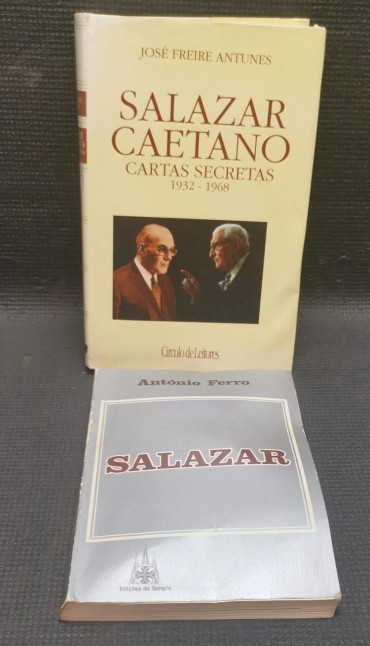 JOSÉ FREIRE ANTUNES
SALAZAR
CAETANO
CARTAS SECRETAS
1932 - 1968
Círculo de Leitores
António Ferro
SALAZAR
Edições do Templo